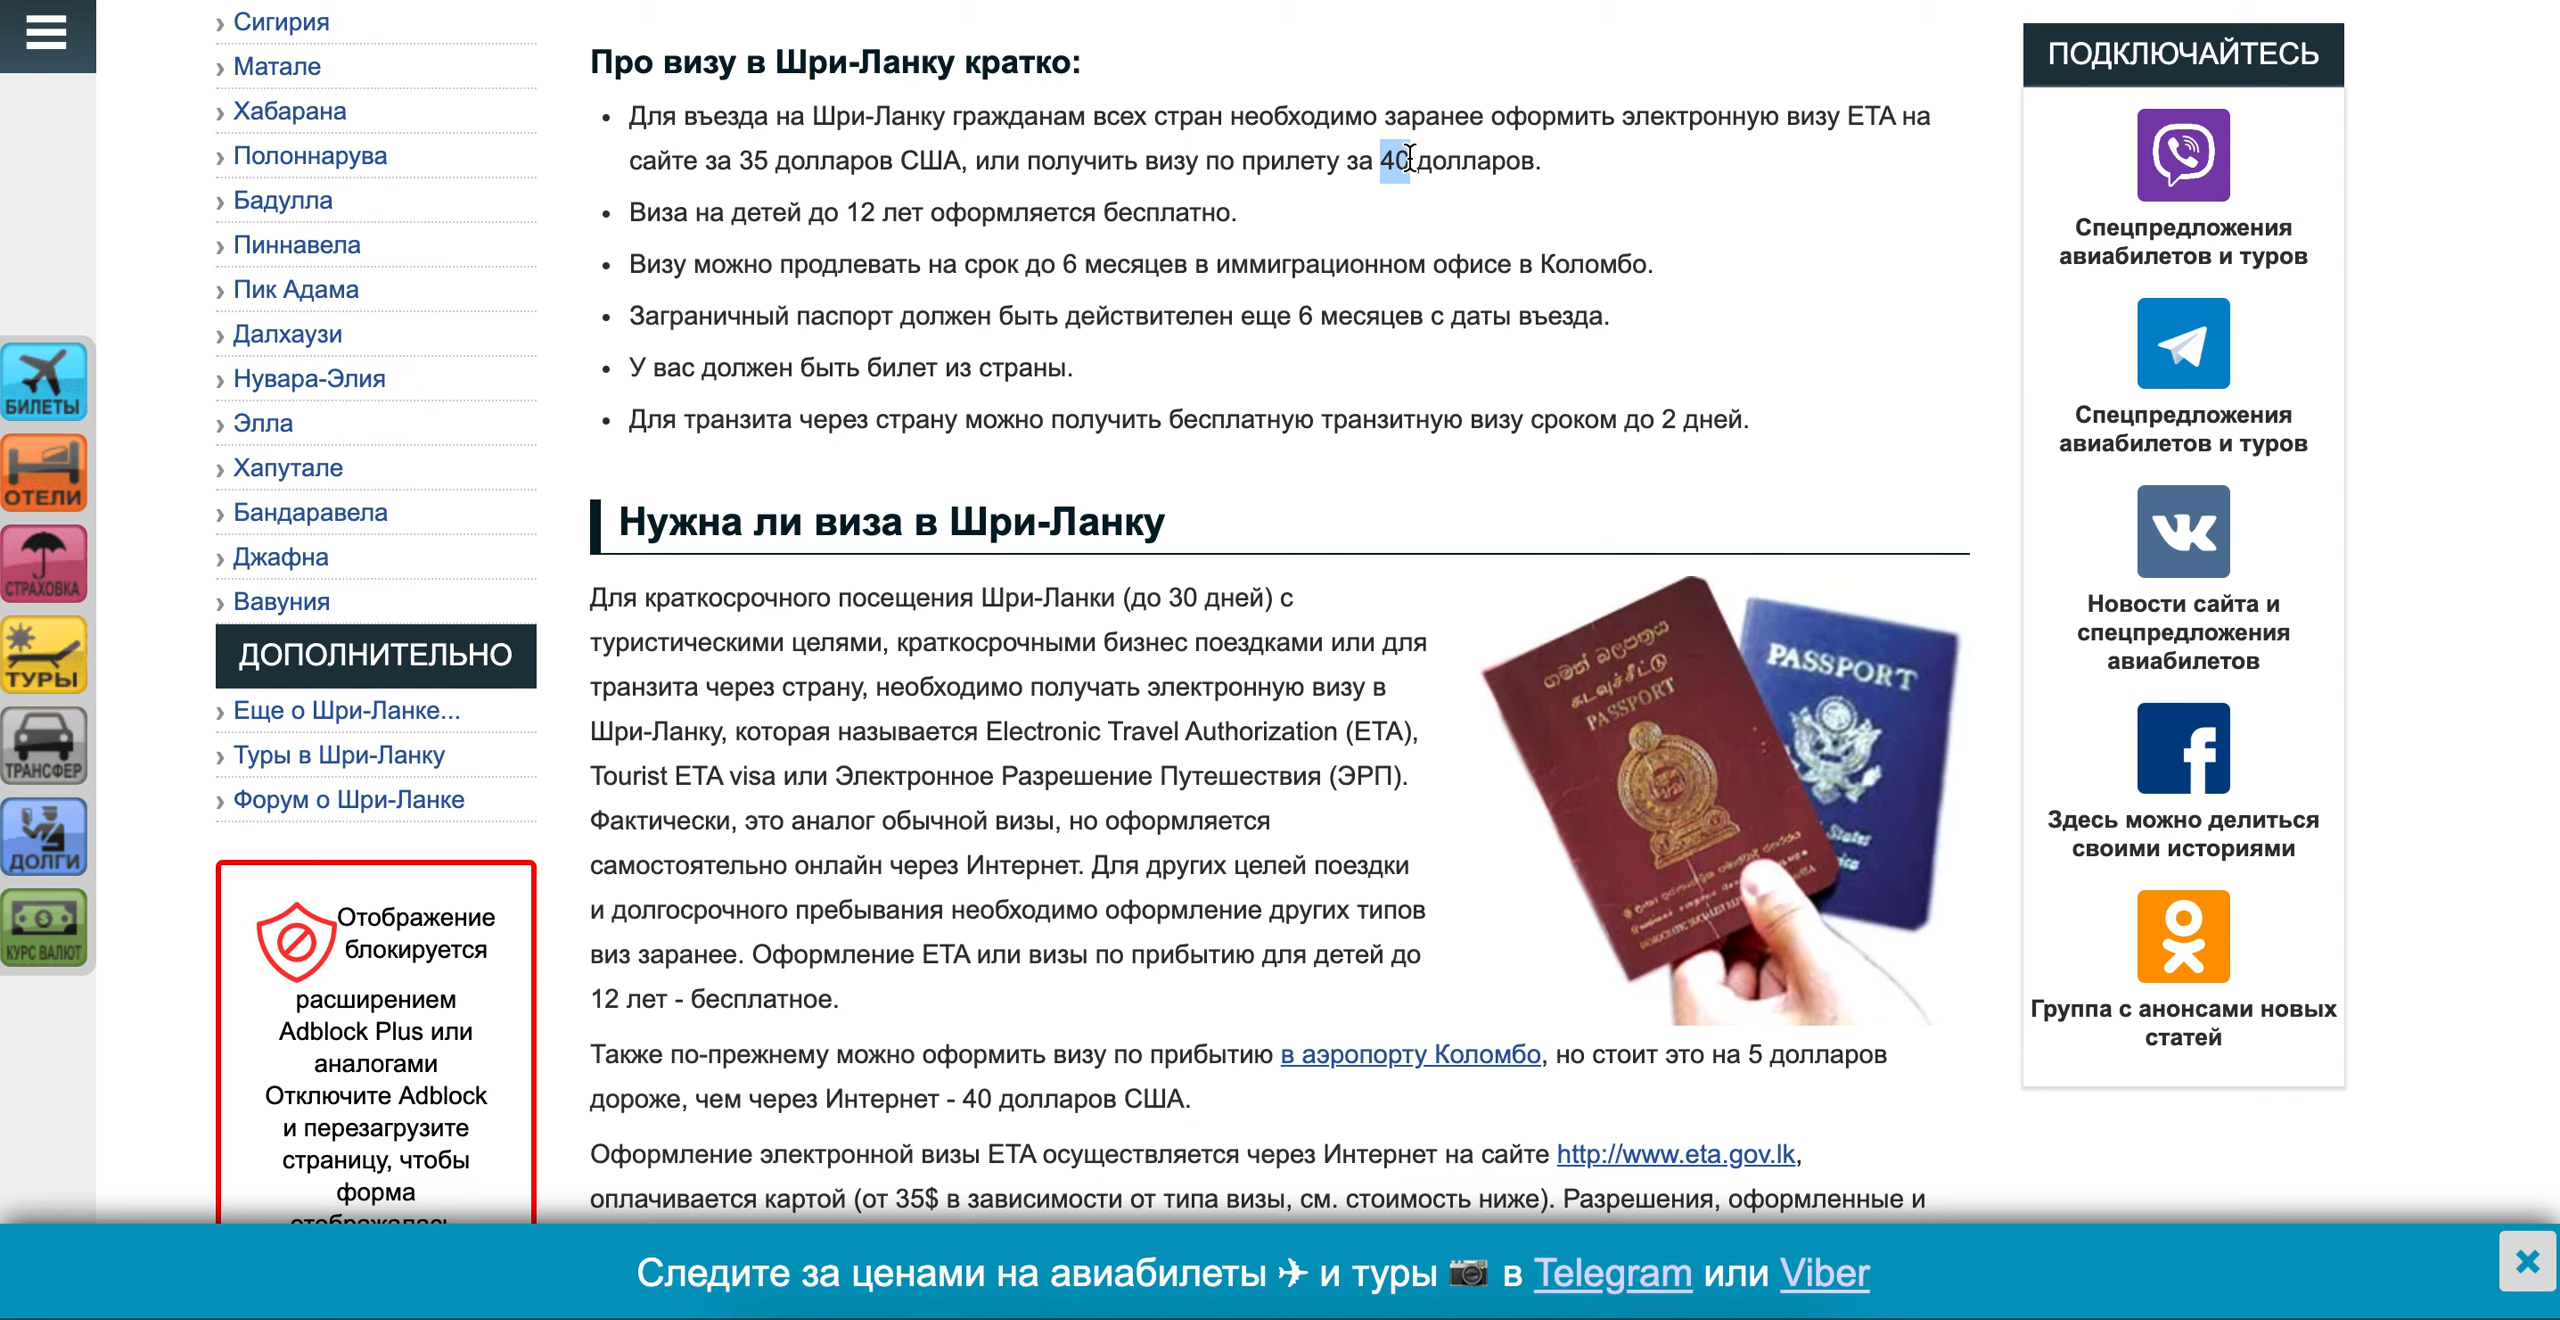 Сигирия
Матале
Хабарана
Полоннарува
Бадулла
Пиннавела
Пик Адама
Далхаузи
Нувара-Элия
Элла
Хапутале
Бандаравела
Джафна
Вавуния
ДОПОЛНИТЕЛЬНО
Еще о Шри-Ланке...
Туры в Шри-Ланку
Форум о Шри-Ланке
БИЛЕТЫ
ОТЕЛИ
СТРАХОВКА
ТУРЫ
ТРАНСФЕР
ДОЛГИ
КУРС ВАЛЮТ
Отображение
блокируется
расширением
Adblock Plus или
аналогами
Отключите Adblock
и перезагрузите
страницу, чтобы
форма
отображалась
Про визу в Шри-Ланку кратко:
• Для въезда на Шри-Ланку гражданам всех стран необходимо заранее оформить электронную визу ETA на
сайте за 35 долларов США, или получить визу по прилету за 40 долларов.
• Виза на детей до 12 лет оформляется бесплатно.
• Визу можно продлевать на срок до 6 месяцев в иммиграционном офисе в Коломбо.
• Заграничный паспорт должен быть действителен еще 6 месяцев с даты въезда.
• У вас должен быть билет из страны.
• Для транзита через страну можно получить бесплатную транзитную визу сроком до 2 дней.
Нужна ли виза в Шри-Ланку
Для краткосрочного посещения Шри-Ланки (до 30 дней) с
туристическими целями, краткосрочными бизнес поездками или для
транзита через страну, необходимо получать электронную визу в
Шри-Ланку, которая называется Electronic Travel Authorization (ETA),
Tourist ETA visa или Электронное Разрешение Путешествия (ЭРП).
Фактически, это аналог обычной визы, но оформляется
самостоятельно онлайн через Интернет. Для других целей поездки
и долгосрочного пребывания необходимо оформление других типов
виз заранее. Оформление ETA или визы по прибытию для детей до
12 лет - бесплатное.
PASSPORT
PASSPORT
States
Также по-прежнему можно оформить визу по прибытию в аэропорту Коломбо, но стоит это на 5 долларов
дороже, чем через Интернет - 40 долларов США.
Оформление электронной визы ETA осуществляется через Интернет на сайте http://www.eta.gov.lk,
оплачивается картой (от 35$ в зависимости от типа визы, см. стоимость ниже). Разрешения, оформленные и
ПОДКЛЮЧАЙТЕСЬ
Спецпредложения
авиабилетов и туров
Спецпредложения
авиабилетов и туров
Новости сайта и
спецпредложения
авиабилетов
Здесь можно делиться
своими историями
Группа с анонсами новых
статей
Следите за ценами на авиабилеты ✈ и туры 📷 в Telegram или Viber